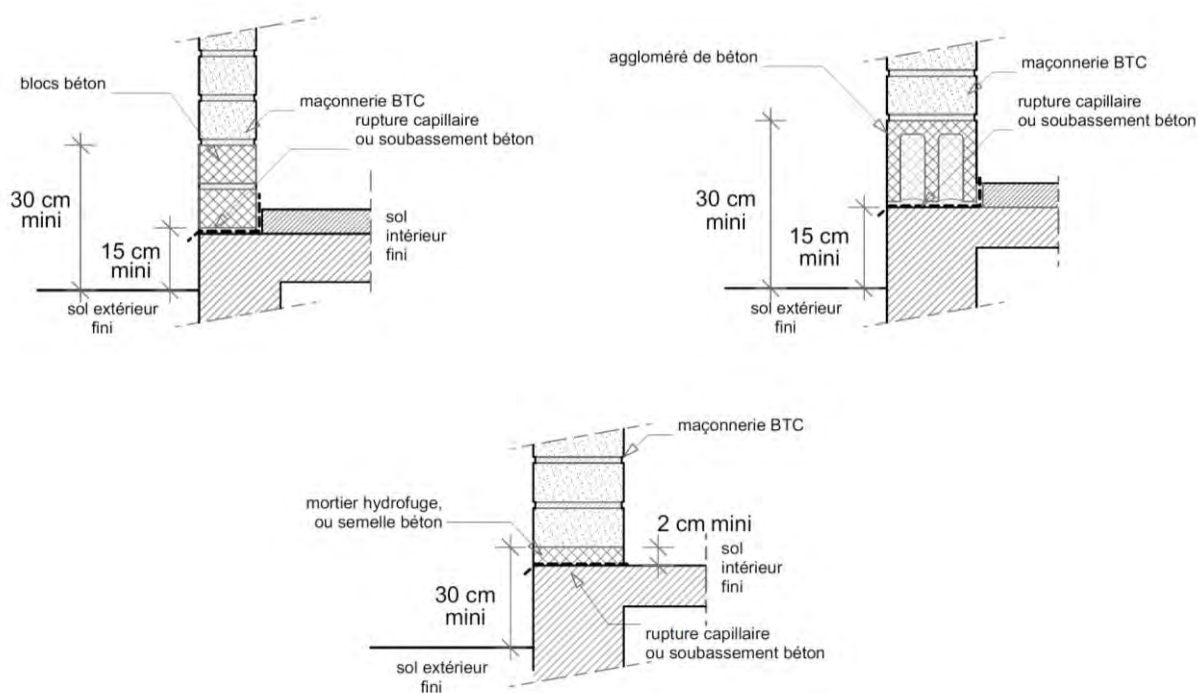 blocs béton
maçonnerie BTC
rupture capillaire
ou soubassement béton
30 cm
mini
15 cm
mini
sol
intérieur
fini
sol extérieur
fini
aggloméré de béton
maçonnerie BTC
rupture capillaire
ou soubassement béton
30 cm
mini
15 cm
mini
sol extérieur
fini
maçonnerie BTC
mortier hydrofuge,
ou semelle béton
2 cm mini
sol
intérieur
fini
30 cm
mini
rupture capillaire
ou soubassement béton
sol extérieur
fini